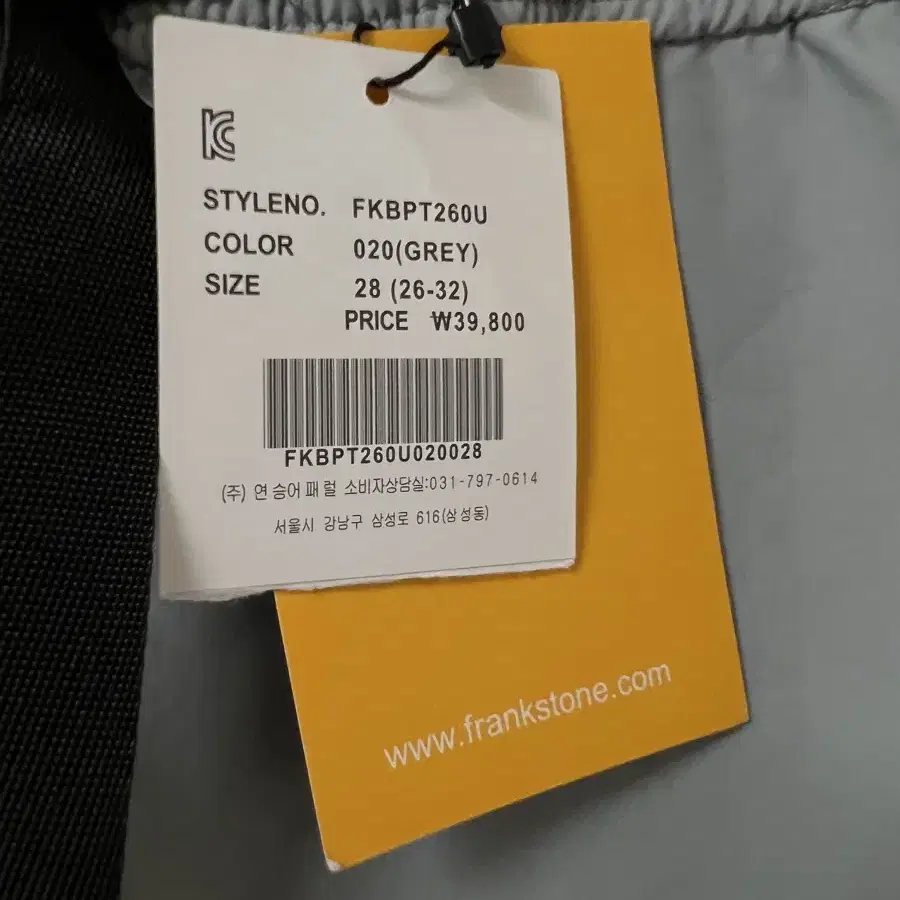 KC
STYLENO. FKBPT260U
COLOR 020(GREY)
SIZE 28 (26-32)
PRICE ₩39,800
FKBPT260U020028
(주) 연승어패럴 소비자상담실:031-797-0614
서울시 강남구 삼성로 616(삼성동)
www.frankstone.com